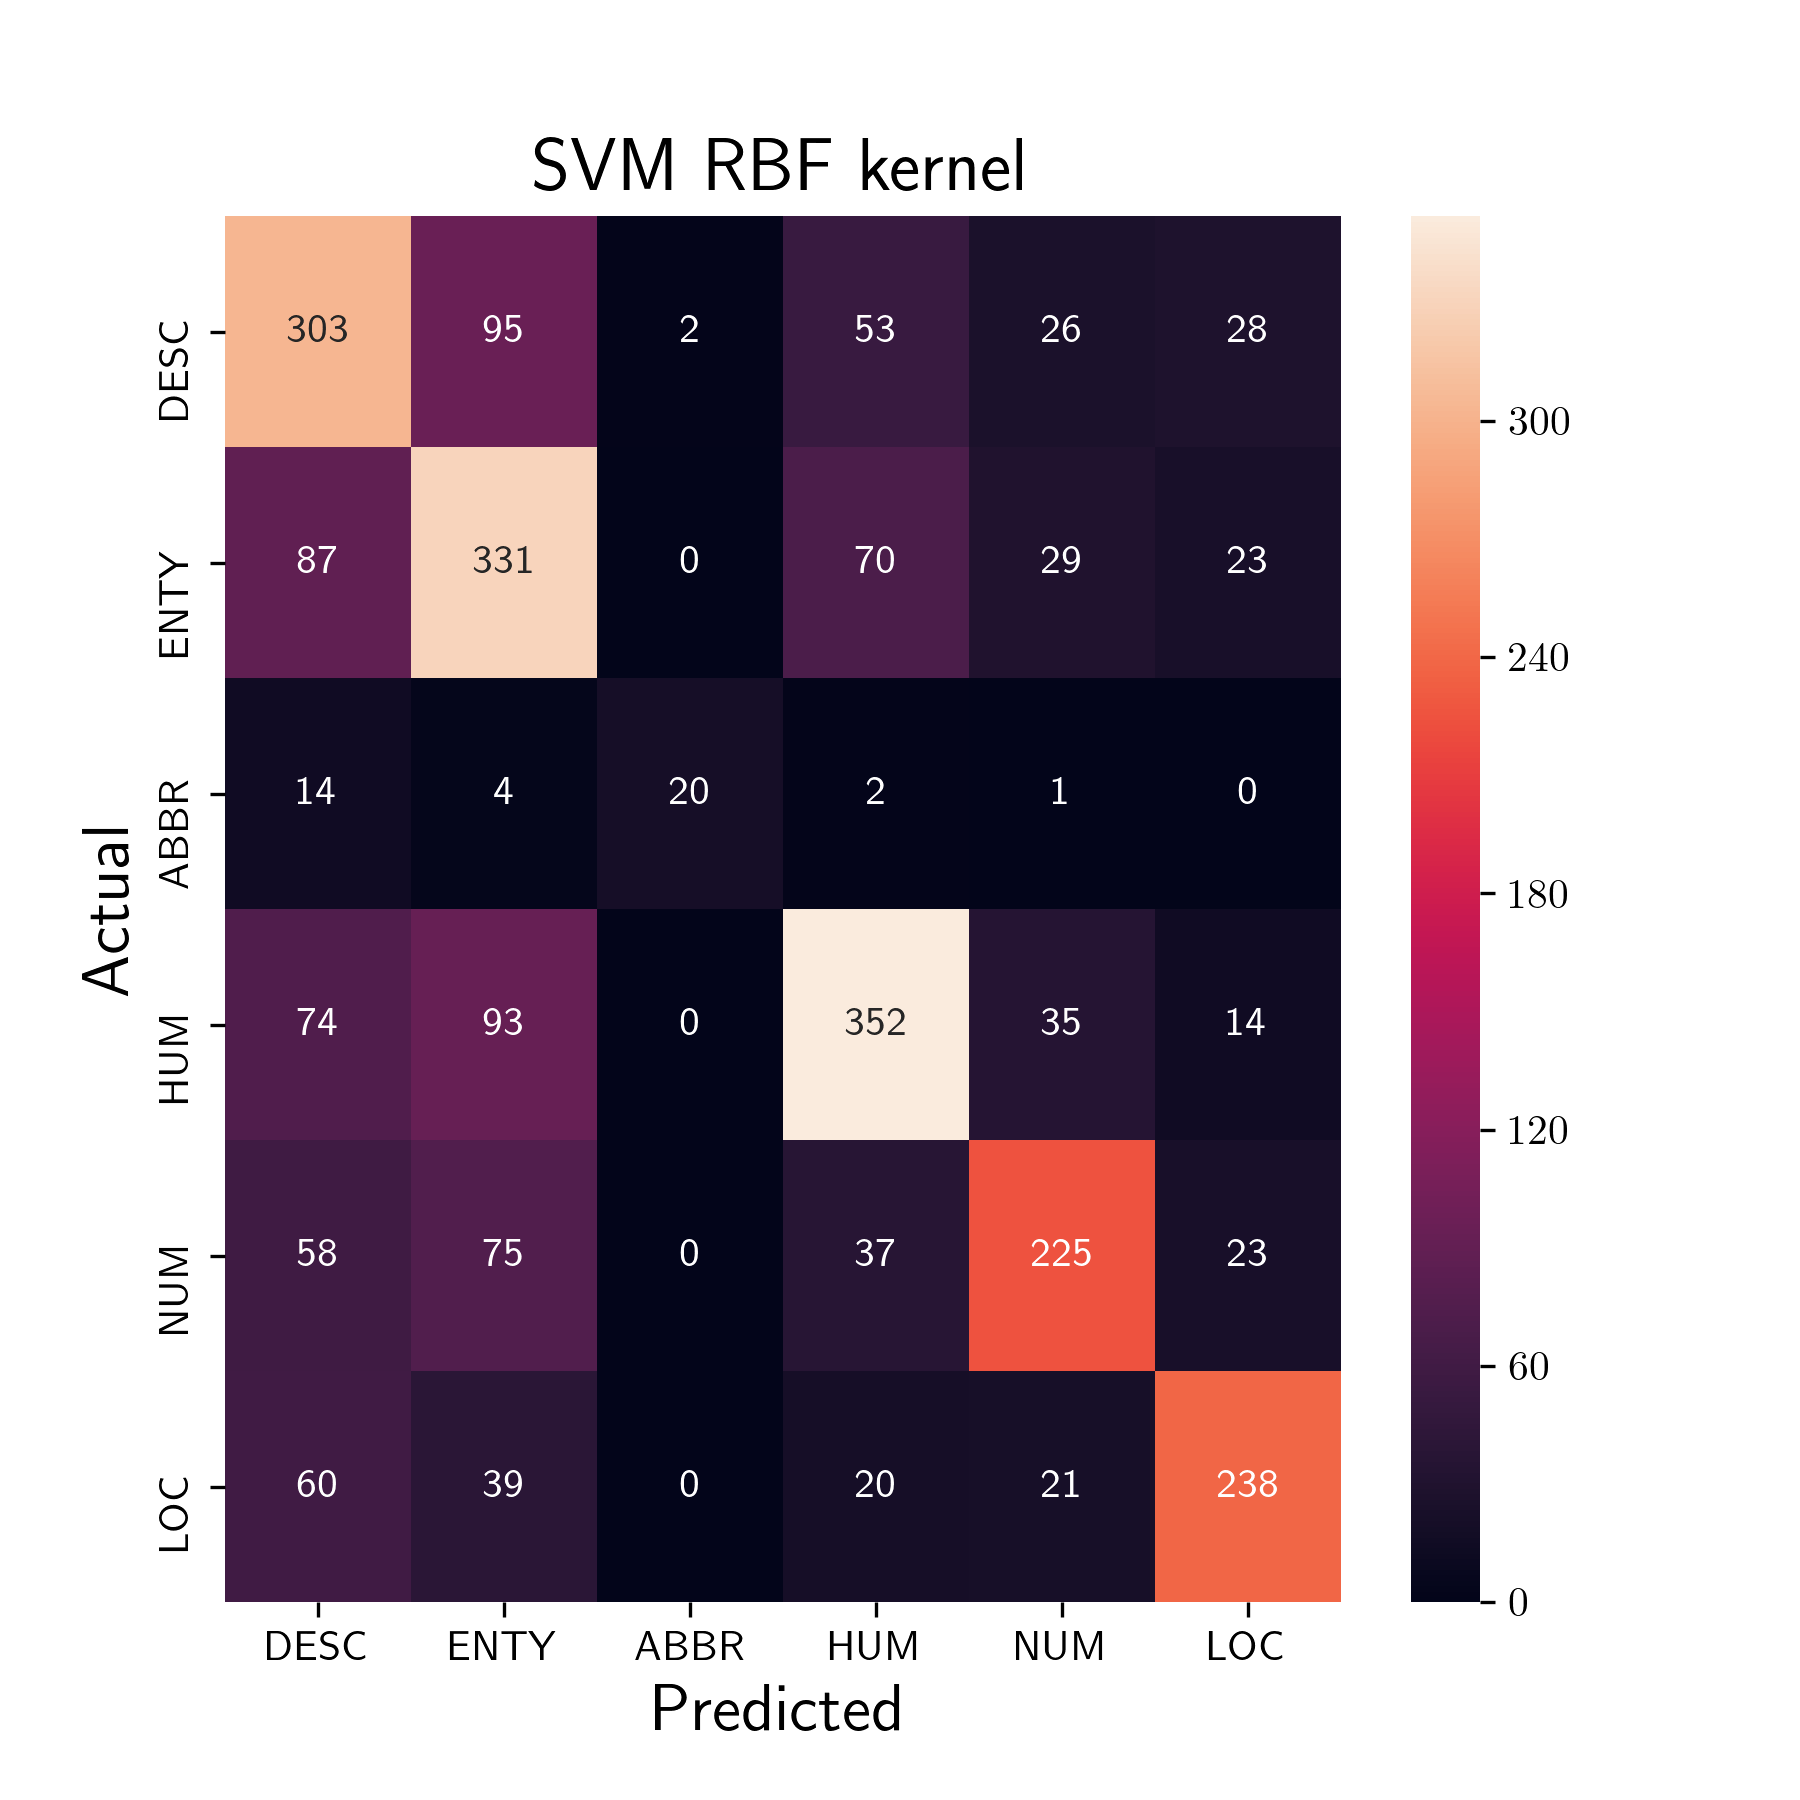 SVM RBF kernel
DESC 303 95 2 53 26 28
ENTY 87 331 0 70 29 23
ABBR 14 4 20 2 1 0
HUM 74 93 0 352 35 14
NUM 58 75 0 37 225 23
LOC 60 39 0 20 21 238
DESC ENTY ABBR HUM NUM LOC
Predicted
Actual
300
240
180
120
60
0